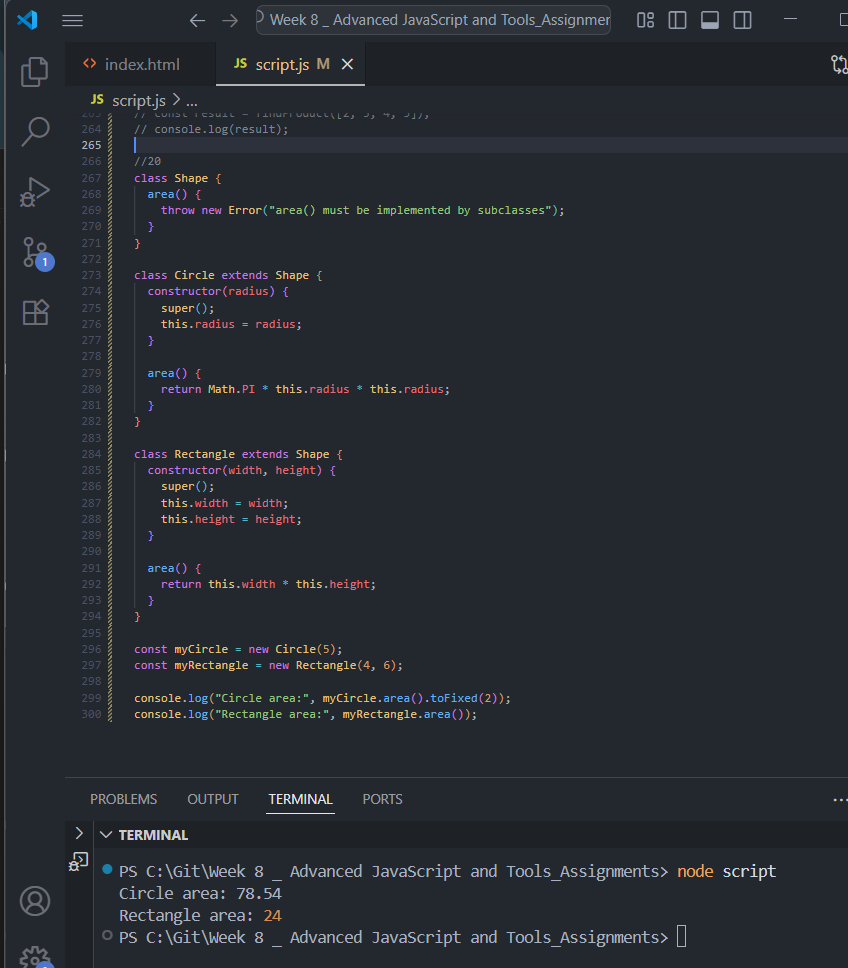 Week 8 _ Advanced JavaScript and Tools_Assignmen
index.html
JS script.js M
JS script.js > ...
263 // const result = findProduct([2, 3, 4, 5]);
264 // console.log(result);
265
266 //20
267 class Shape {
268 area() {
269 throw new Error("area() must be implemented by subclasses");
270 }
271 }
272
273 class Circle extends Shape {
274 constructor(radius) {
275 super();
276 this.radius = radius;
277 }
278
279 area() {
280 return Math.PI * this.radius * this.radius;
281 }
282 }
283
284 class Rectangle extends Shape {
285 constructor(width, height) {
286 super();
287 this.width = width;
288 this.height = height;
289 }
290
291 area() {
292 return this.width * this.height;
293 }
294 }
295
296 const myCircle = new Circle(5);
297 const myRectangle = new Rectangle(4, 6);
298
299 console.log("Circle area:", myCircle.area().toFixed(2));
300 console.log("Rectangle area:", myRectangle.area());
1
PROBLEMS OUTPUT TERMINAL PORTS
TERMINAL
PS C:\Git\Week 8 _ Advanced JavaScript and Tools_Assignments> node script
Circle area: 78.54
Rectangle area: 24
PS C:\Git\Week 8 _ Advanced JavaScript and Tools_Assignments>